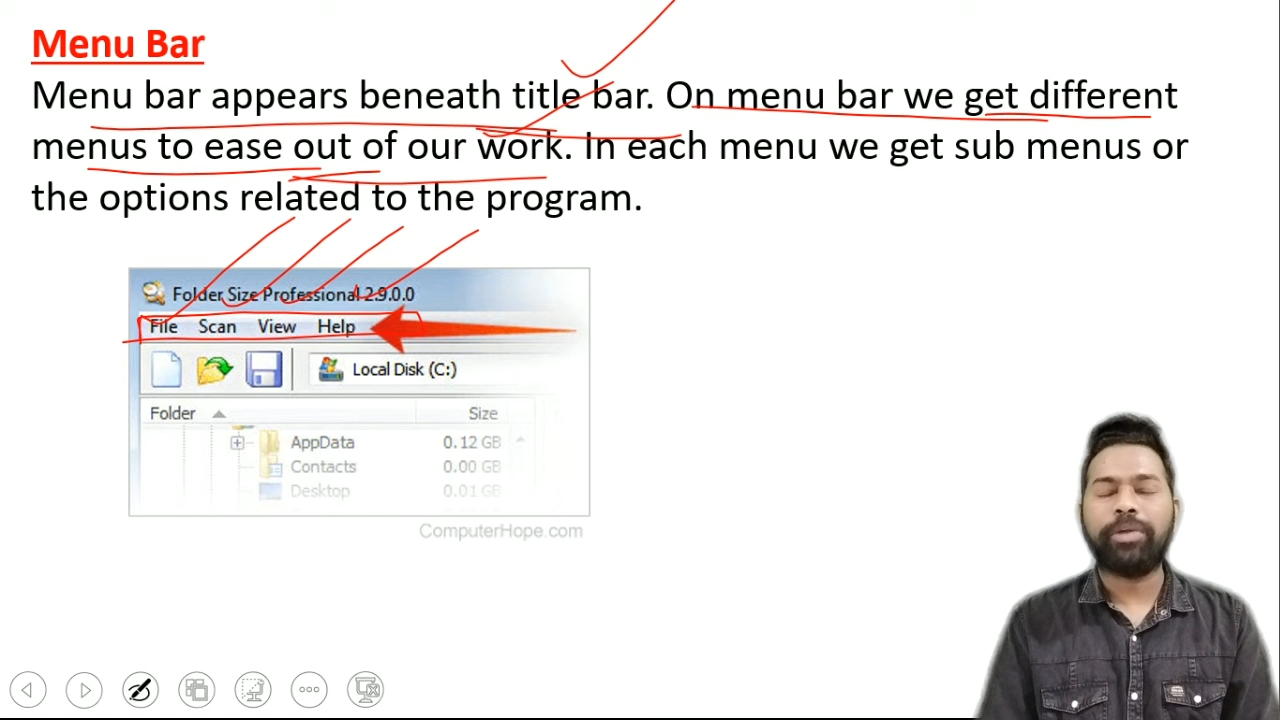 Menu Bar
Menu bar appears beneath title bar. On menu bar we get different
menus to ease out of our work. In each menu we get sub menus or
the options related to the program.
Folder Size Professional 2.9.0.0
File Scan View Help
Local Disk (C:)
Folder Size
AppData 0.12 GB
Contacts 0.00 GB
Desktop 0.01 GB
ComputerHope.com